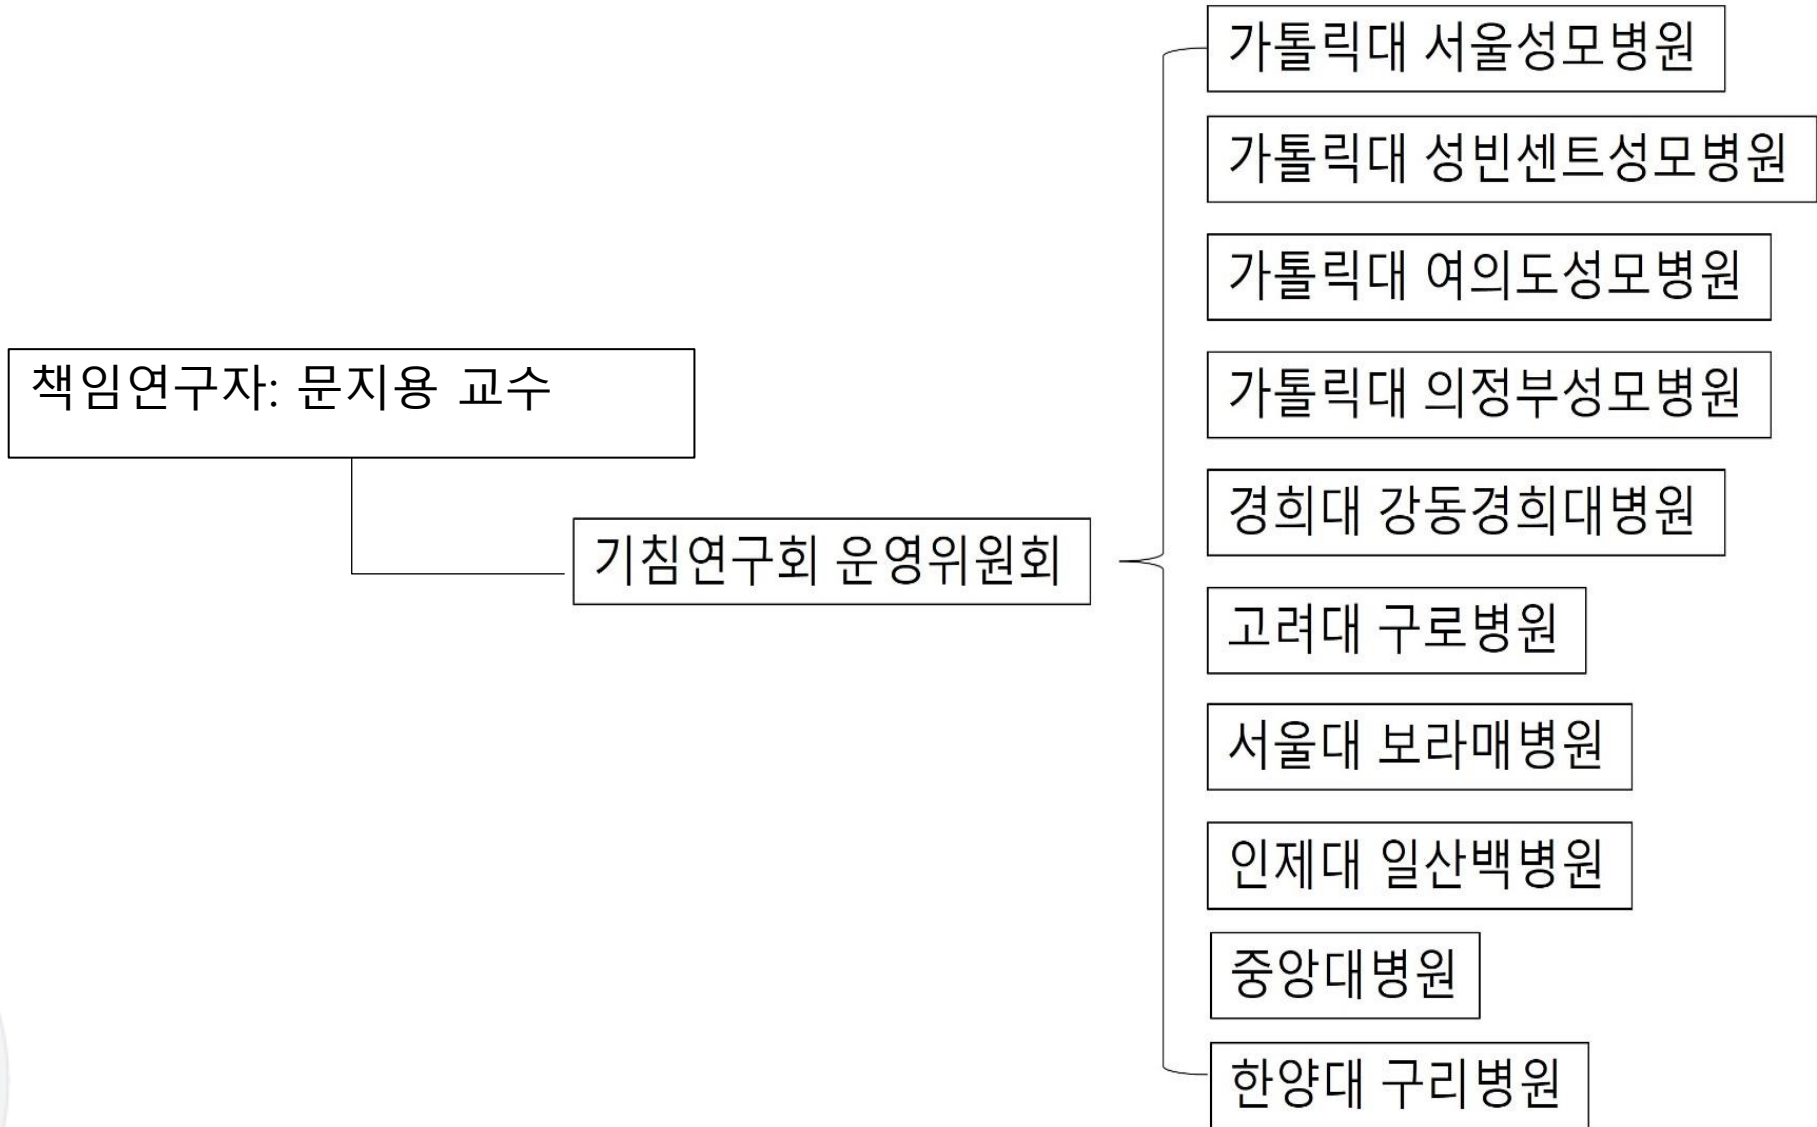 가톨릭대 서울성모병원
가톨릭대 성빈센트성모병원
가톨릭대 여의도성모병원
책임연구자: 문지용 교수
가톨릭대 의정부성모병원
경희대 강동경희대병원
기침연구회 운영위원회
고려대 구로병원
서울대 보라매병원
인제대 일산백병원
중앙대병원
한양대 구리병원